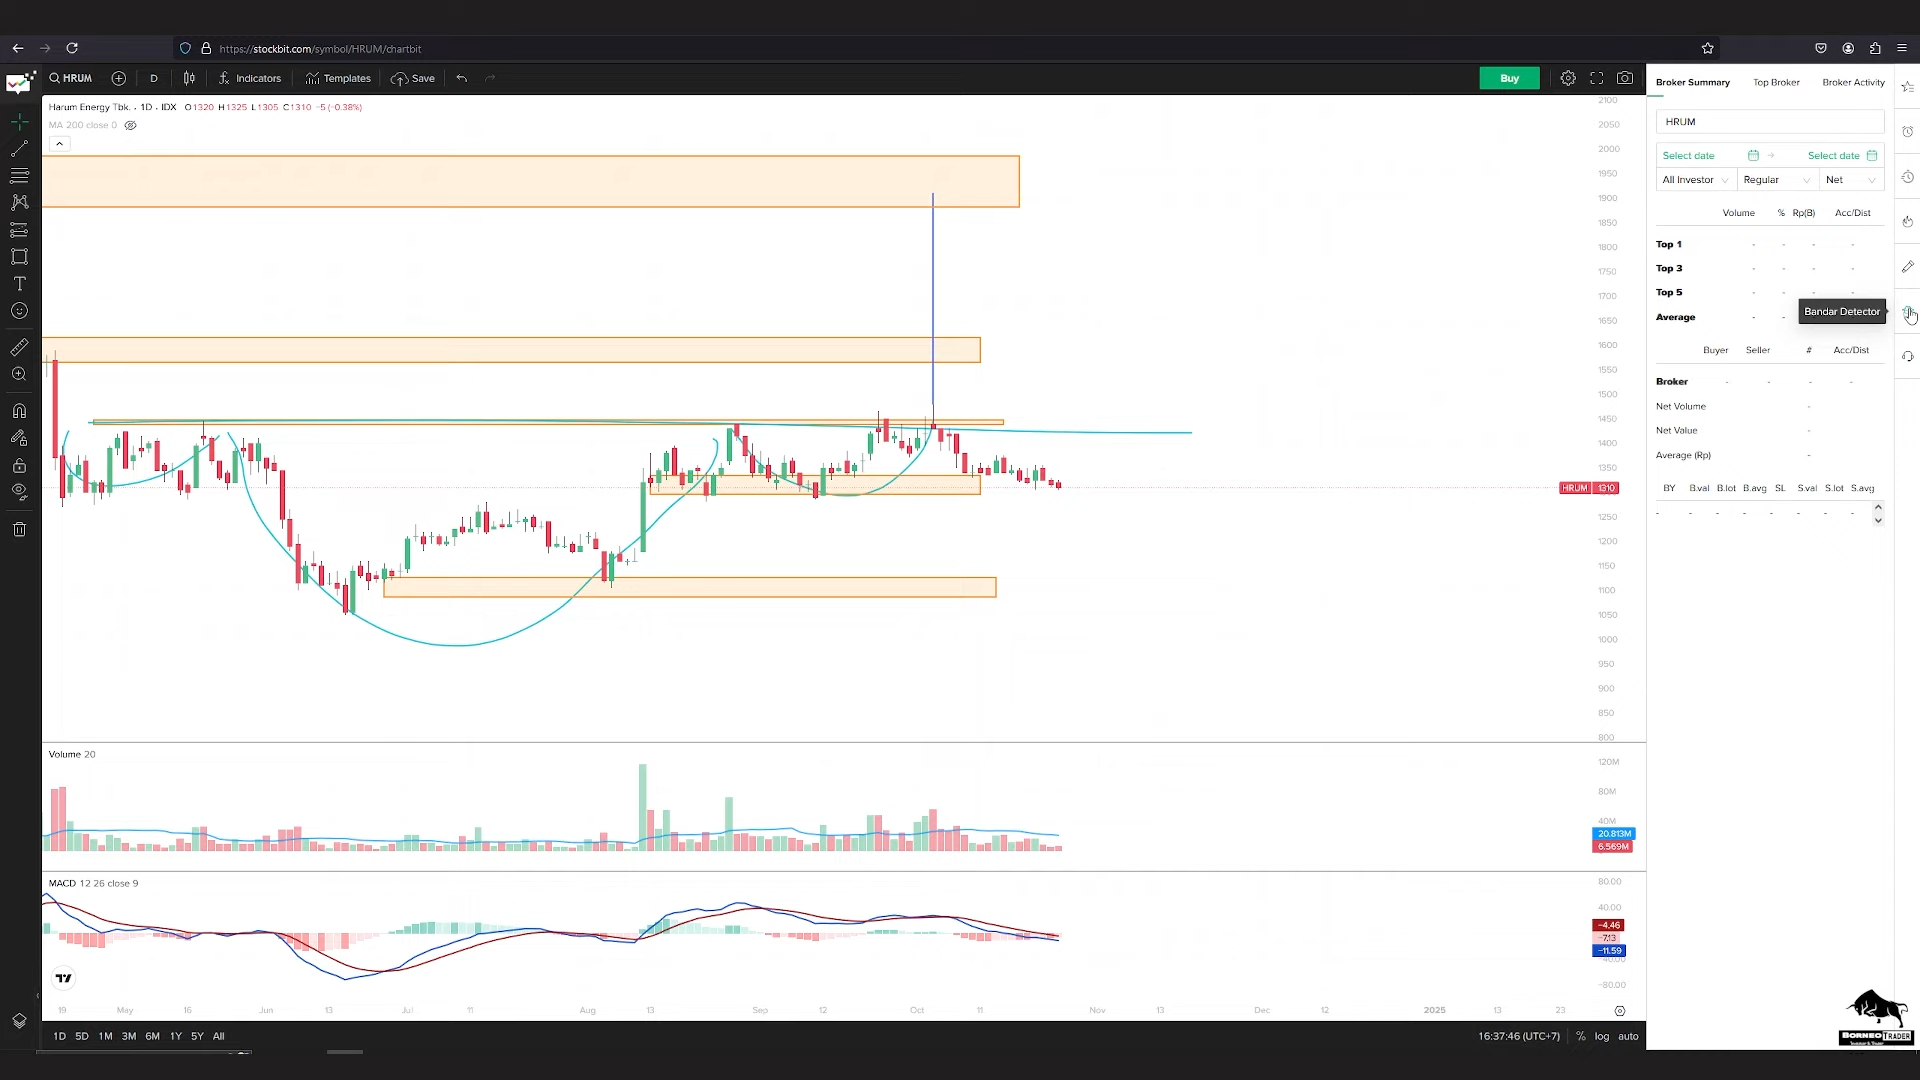 https://stockbit.com/symbol/HRUM/chartbit
HRUM D Indicators Templates Save Buy
Harum Energy Tbk. · 1D · IDX O1320 H1325 L1305 C1310 -5 (-0.38%)
MA 200 close 0
2100
2050
2000
1950
1900
1850
1800
1750
1700
1650
1600
1550
1500
1450
1400
1350
HRUM 1310
1250
1200
1150
1100
1050
1000
950
900
850
800
Volume 20
120M
80M
40M
20.813M
6.569M
MACD 12 26 close 9
80.00
40.00
-4.46
-7.13
-11.59
-80.00
19 May 16 Jun 13 Jul 11 Aug 13 Sep 12 Oct 11 Nov 13 Dec 12 2025 13 23
1D 5D 1M 3M 6M 1Y 5Y All 16:37:46 (UTC+7) % log auto
Broker Summary Top Broker Broker Activity
HRUM
Select date Select date
All Investor Regular Net
Volume % Rp(B) Acc/Dist
Top 1 - - - -
Top 3 - - - -
Top 5 - - - -
Average - -
Bandar Detector
Buyer Seller # Acc/Dist
Broker - - - -
Net Volume -
Net Value -
Average (Rp) -
BY B.val B.lot B.avg SL S.val S.lot S.avg
- - - - - - - -
BORNEO TRADER
Investor & Trader